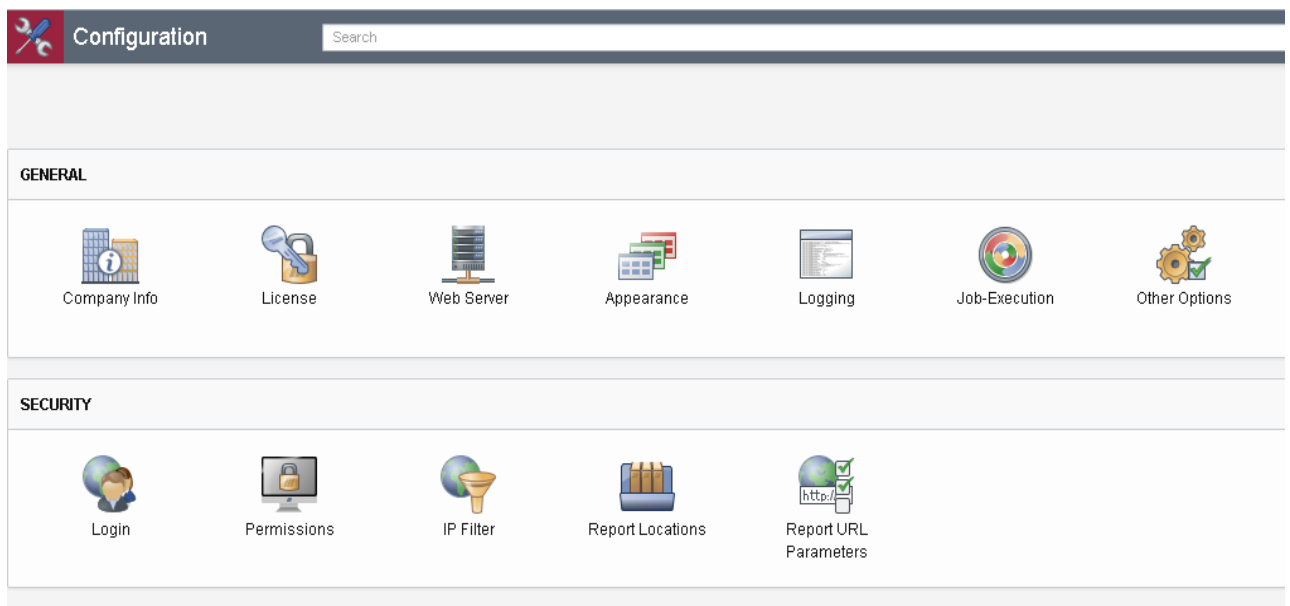 Configuration
Search
GENERAL
Company Info
License
Web Server
Appearance
Logging
Job-Execution
Other Options
SECURITY
Login
Permissions
IP Filter
Report Locations
http:/
Report URL
Parameters